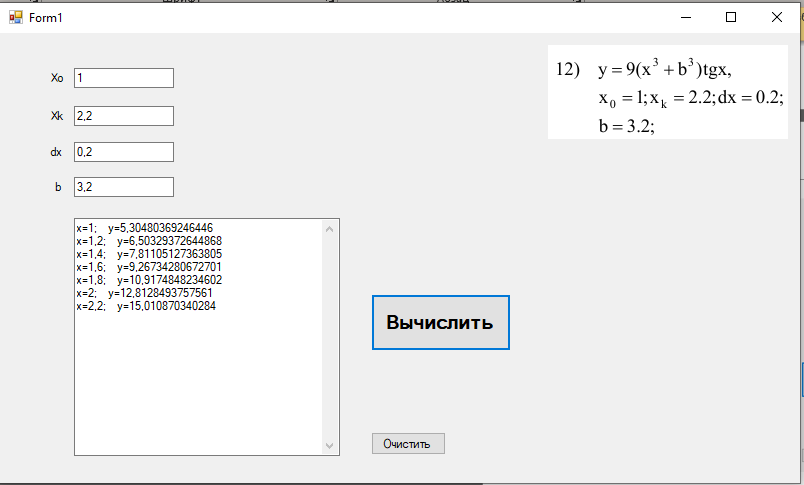 Form1
Xo 1
12) y = 9(x³ + b³)tgx,
Xk 2,2
x₀ = 1; xₖ = 2.2; dx = 0.2;
b = 3.2;
dx 0,2
b 3,2
x=1; y=5,30480369246446
x=1,2; y=6,50329372644868
x=1,4; y=7,81105127363805
x=1,6; y=9,26734280672701
x=1,8; y=10,9174848234602
x=2; y=12,8128493757561
x=2,2; y=15,010870340284
Вычислить
Очистить